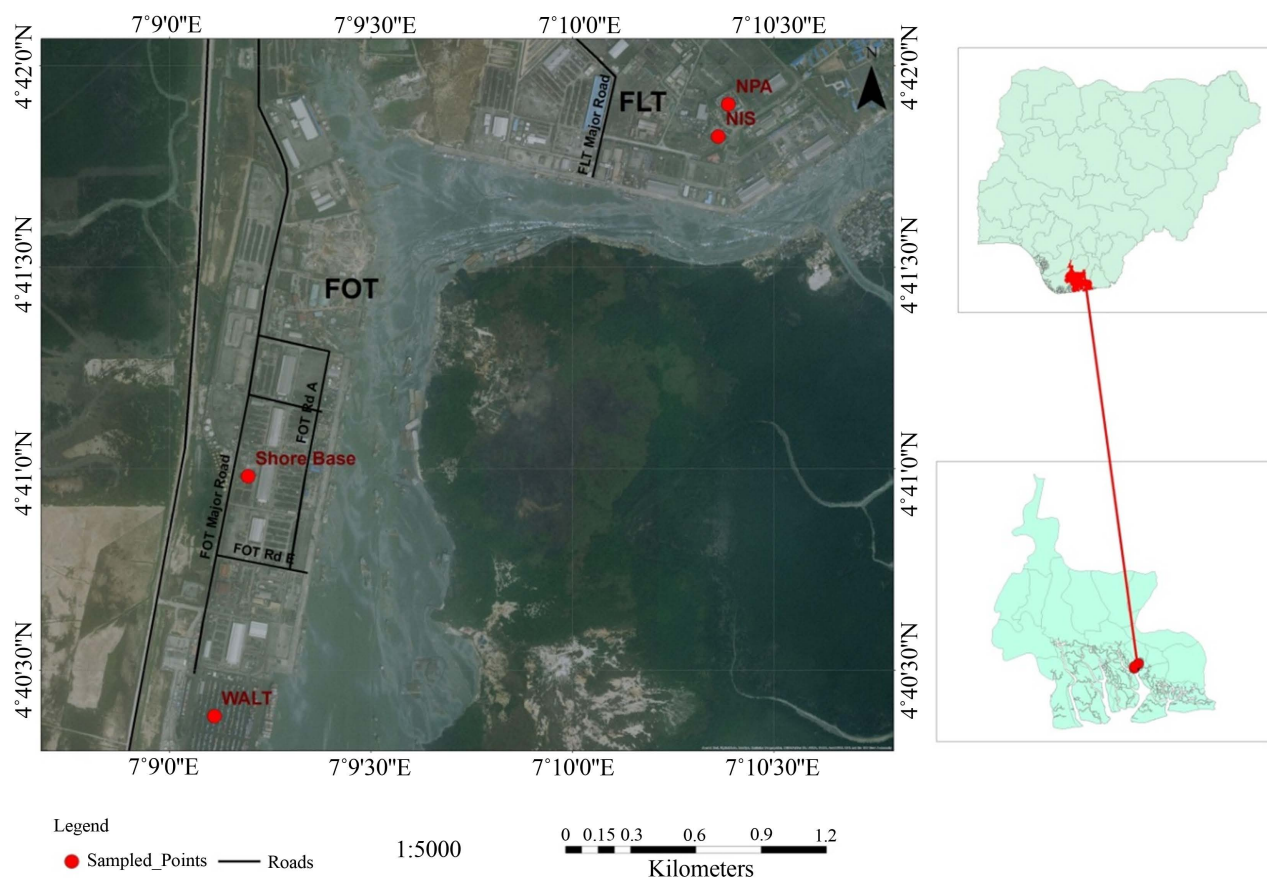 7°9'0"E 7°9'30"E 7°10'0"E 7°10'30"E
4°42'0"N
4°41'30"N
4°41'0"N
4°40'30"N
N
NPA
FLT
NIS
FLT Major Road
FOT
FOT Rd A
Shore Base
FOT Major Road
FOT Rd E
WALT
4°42'0"N
4°41'30"N
4°41'0"N
4°40'30"N
7°9'0"E 7°9'30"E 7°10'0"E 7°10'30"E
Legend
Sampled_Points
Roads
1:5000
0 0.15 0.3 0.6 0.9 1.2
Kilometers